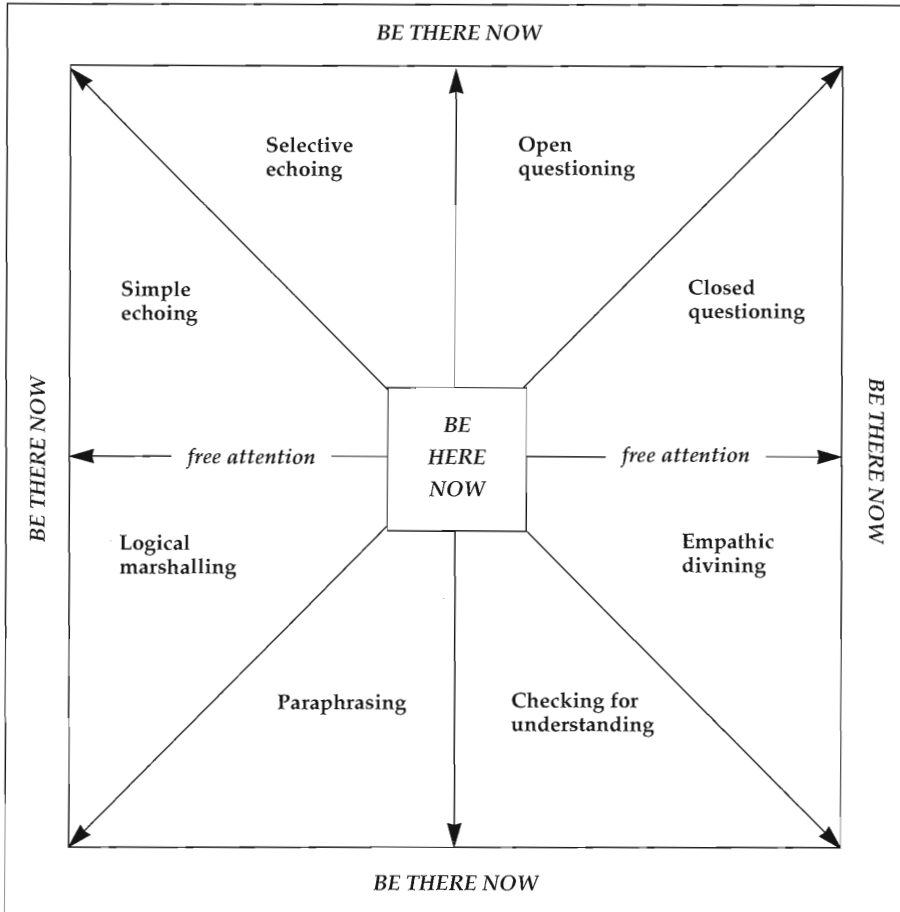 BE THERE NOW
Selective
echoing
Open
questioning
Simple
echoing
Closed
questioning
BE THERE NOW
free attention
BE
HERE
NOW
free attention
BE THERE NOW
Logical
marshalling
Empathic
divining
Paraphrasing
Checking for
understanding
BE THERE NOW